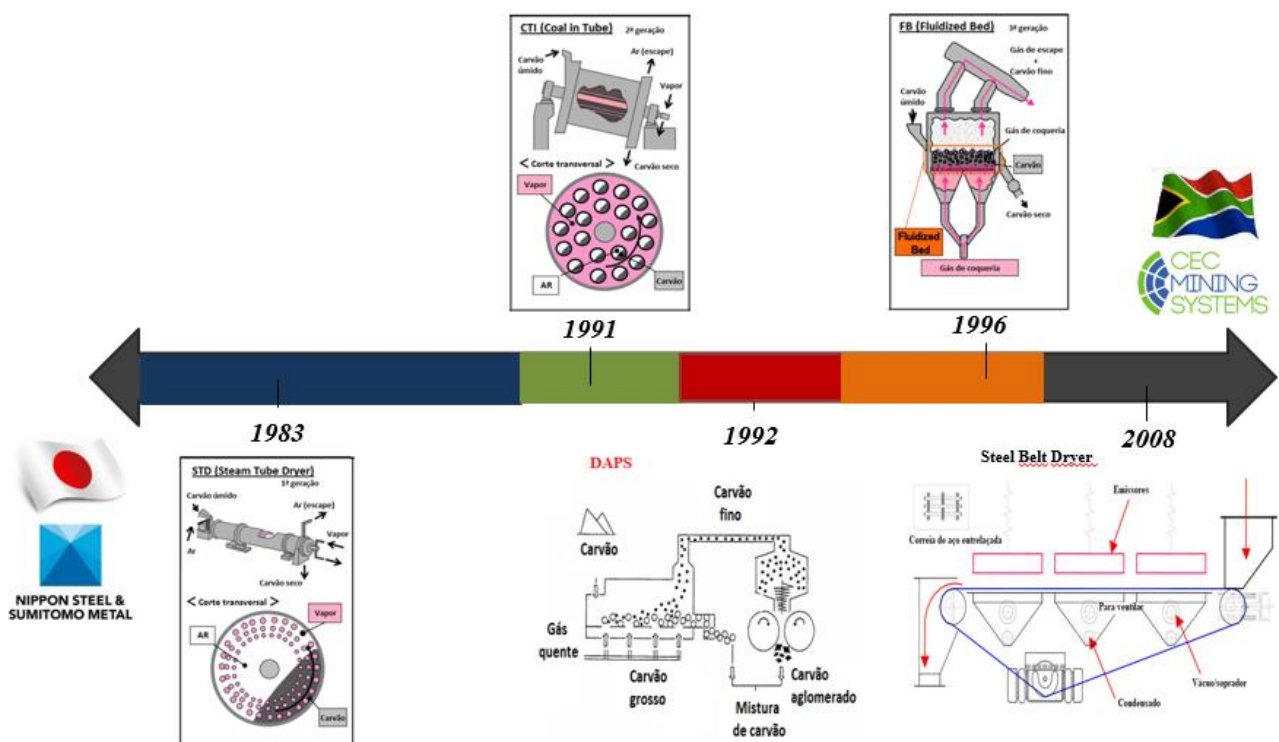 CTI (Coal in Tube) 2ª geração
Carvão
úmido
Ar (escape)
Vapor
Carvão seco
< Corte transversal >
Vapor
AR
Carvão
1991
FB (Fluidized Bed) 3ª geração
Gás de escape
+
Carvão fino
Carvão
úmido
Gás de coqueria
Carvão
Carvão seco
Fluidized
Bed
Gás de coqueria
1996
CEC
MINING
SYSTEMS
1983
1992
2008
NIPPON STEEL &
SUMITOMO METAL
STD (Steam Tube Dryer)
1ª geração
Carvão úmido
Ar (escape)
Vapor
Ar
Carvão seco
< Corte transversal >
Vapor
AR
Carvão
DAPS
Carvão
fino
Carvão
Gás
quente
Carvão
grosso
Carvão
aglomerado
Mistura
de carvão
Steel Belt Dryer
Emissores
Correia de aço entrelaçada
Para ventilar
Vácuo/soprador
Condensado